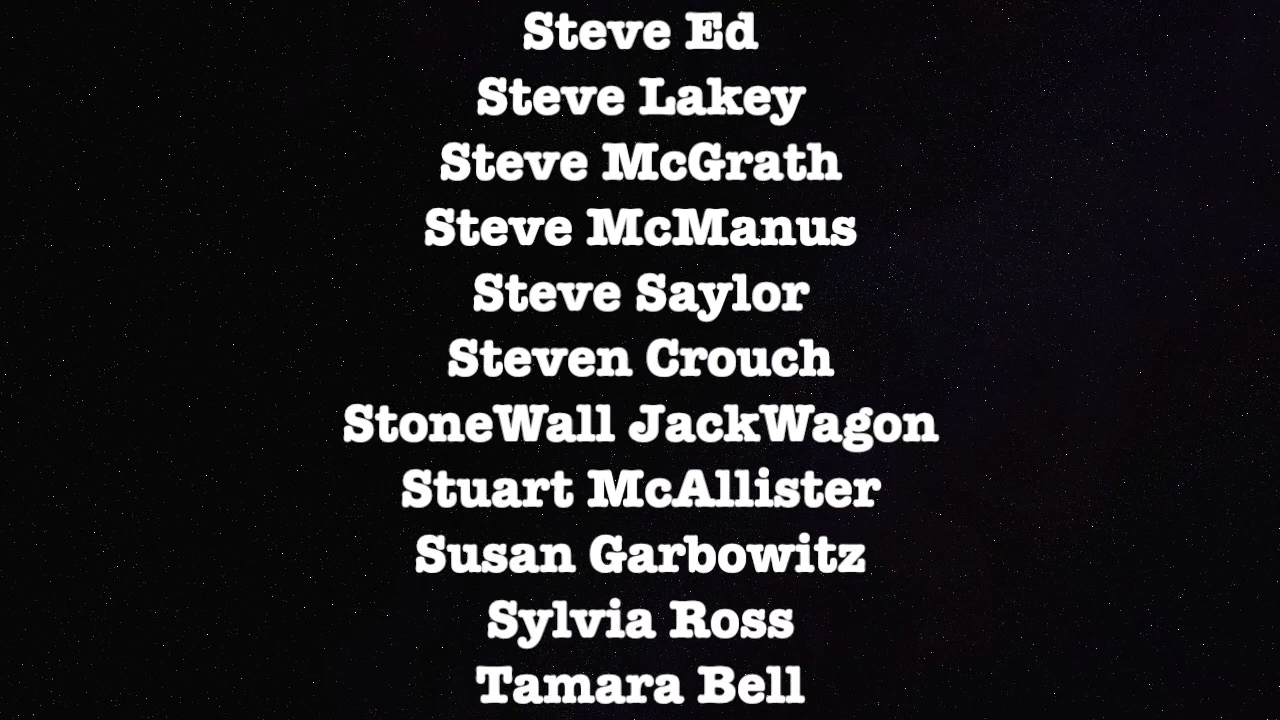 Steve Ed
Steve Lakey
Steve McGrath
Steve McManus
Steve Saylor
Steven Crouch
StoneWall JackWagon
Stuart McAllister
Susan Garbowitz
Sylvia Ross
Tamara Bell